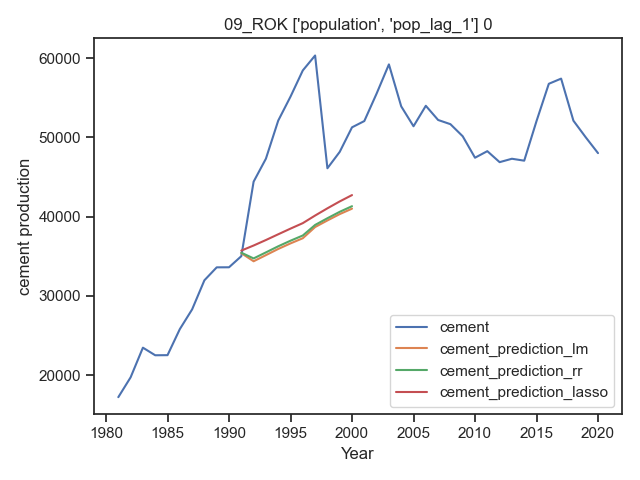 09_ROK ['population', 'pop_lag_1'] 0
cement production
60000
50000
40000
30000
20000
cement
cement_prediction_lm
cement_prediction_rr
cement_prediction_lasso
1980 1985 1990 1995 2000 2005 2010 2015 2020
Year